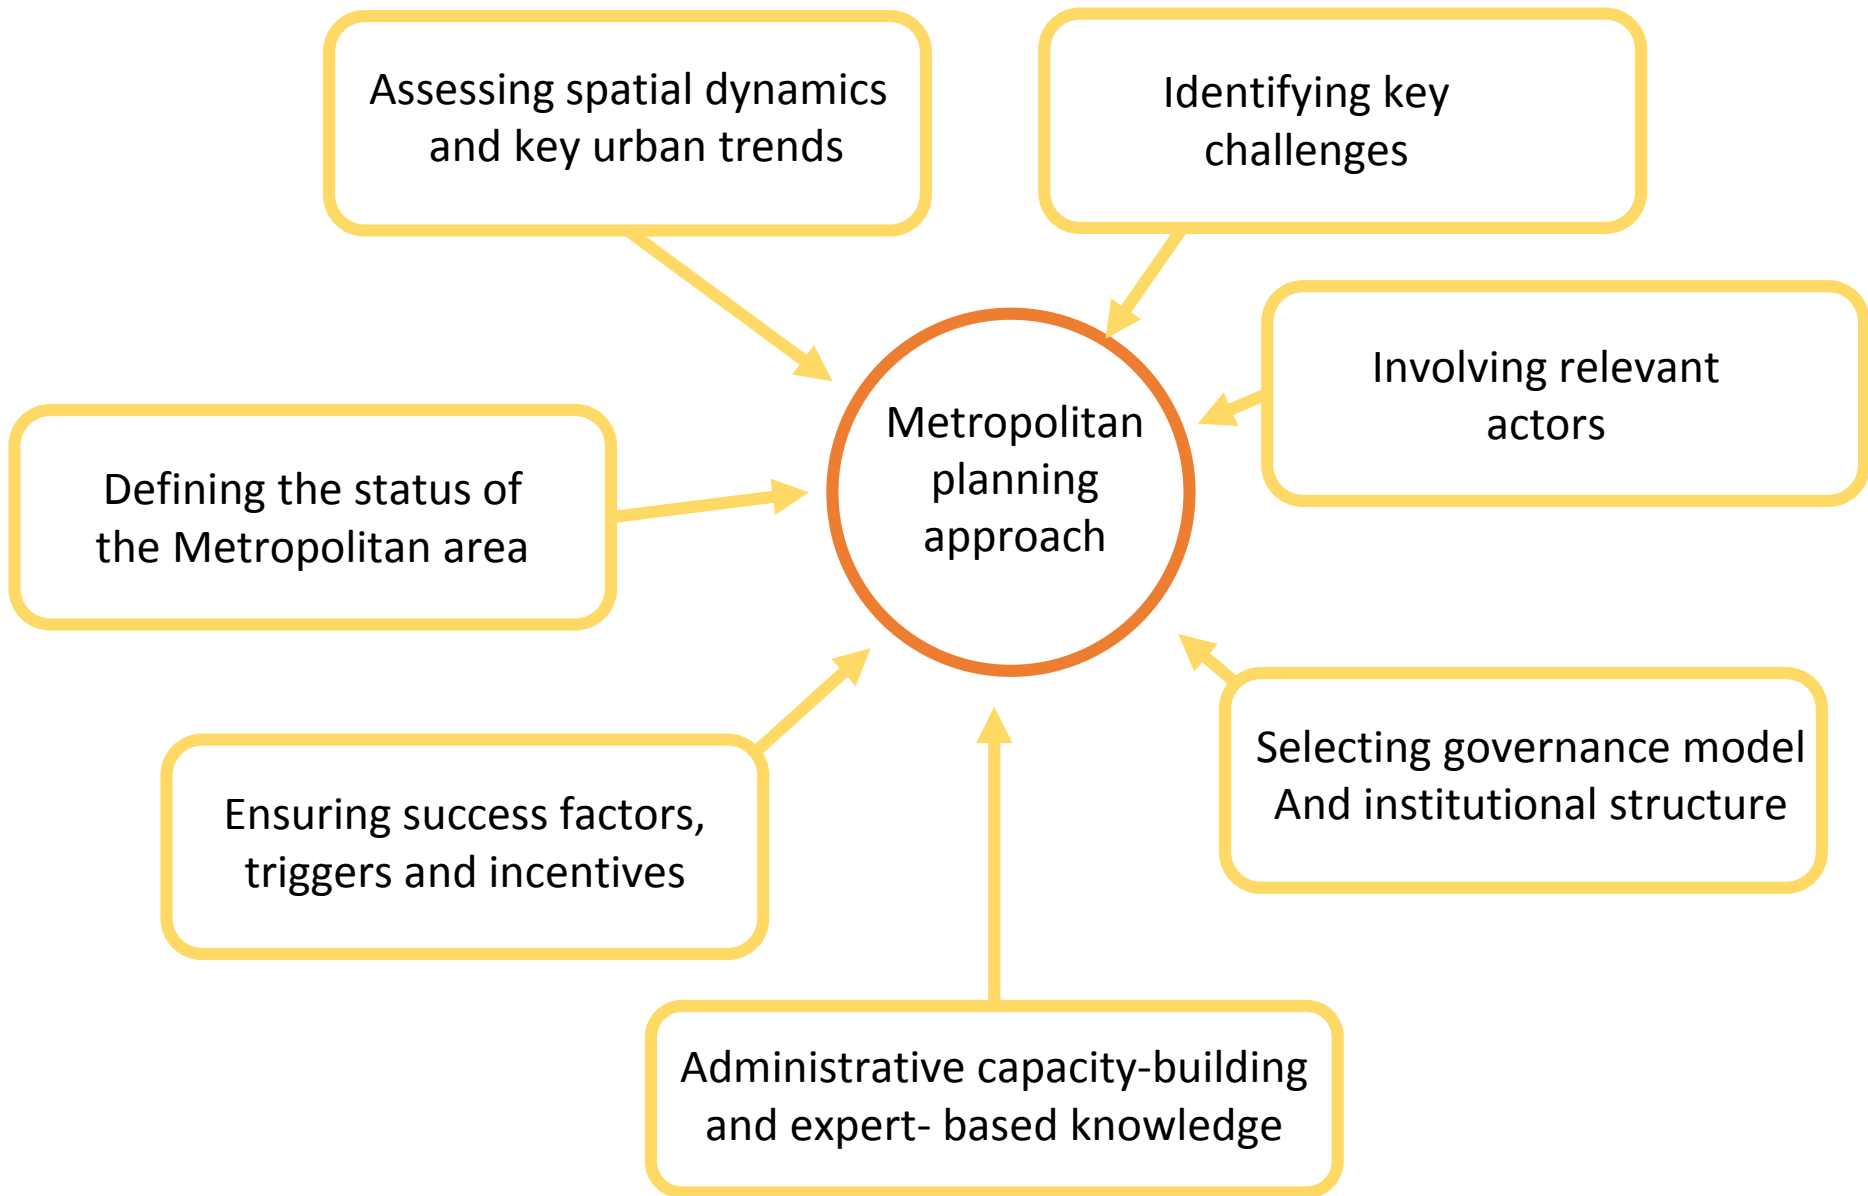 Assessing spatial dynamics
and key urban trends
Identifying key
challenges
Involving relevant
actors
Metropolitan
planning
approach
Defining the status of
the Metropolitan area
Selecting governance model
And institutional structure
Ensuring success factors,
triggers and incentives
Administrative capacity-building
and expert- based knowledge